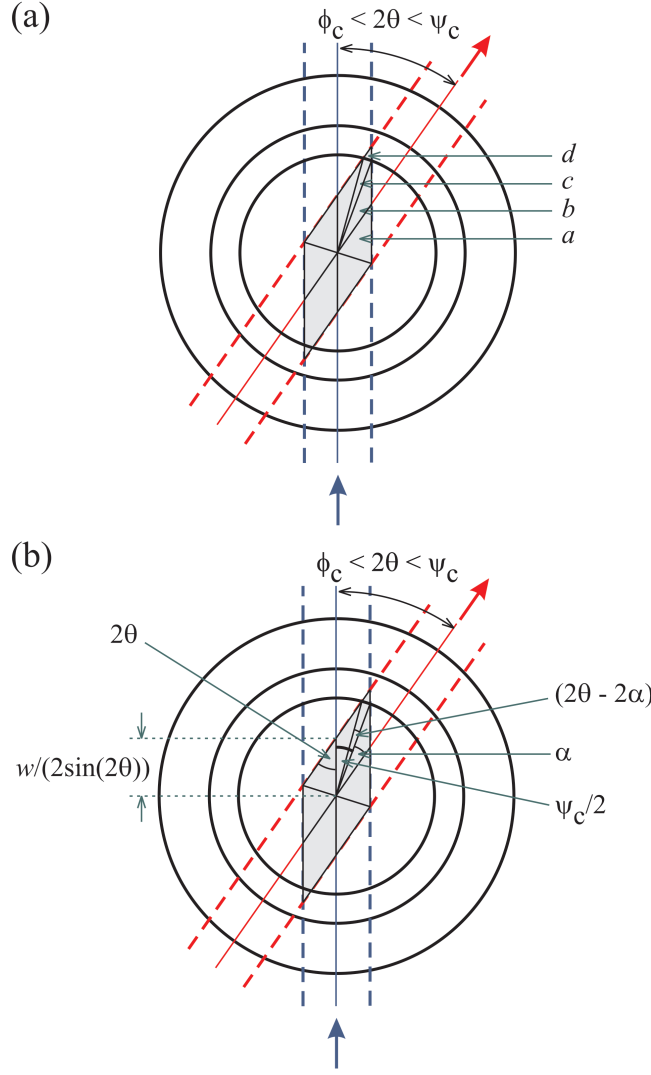 (a)
ϕc < 2θ < ψc
d
c
b
a
(b)
ϕc < 2θ < ψc
2θ
(2θ - 2α)
w/(2sin(2θ))
α
ψc/2